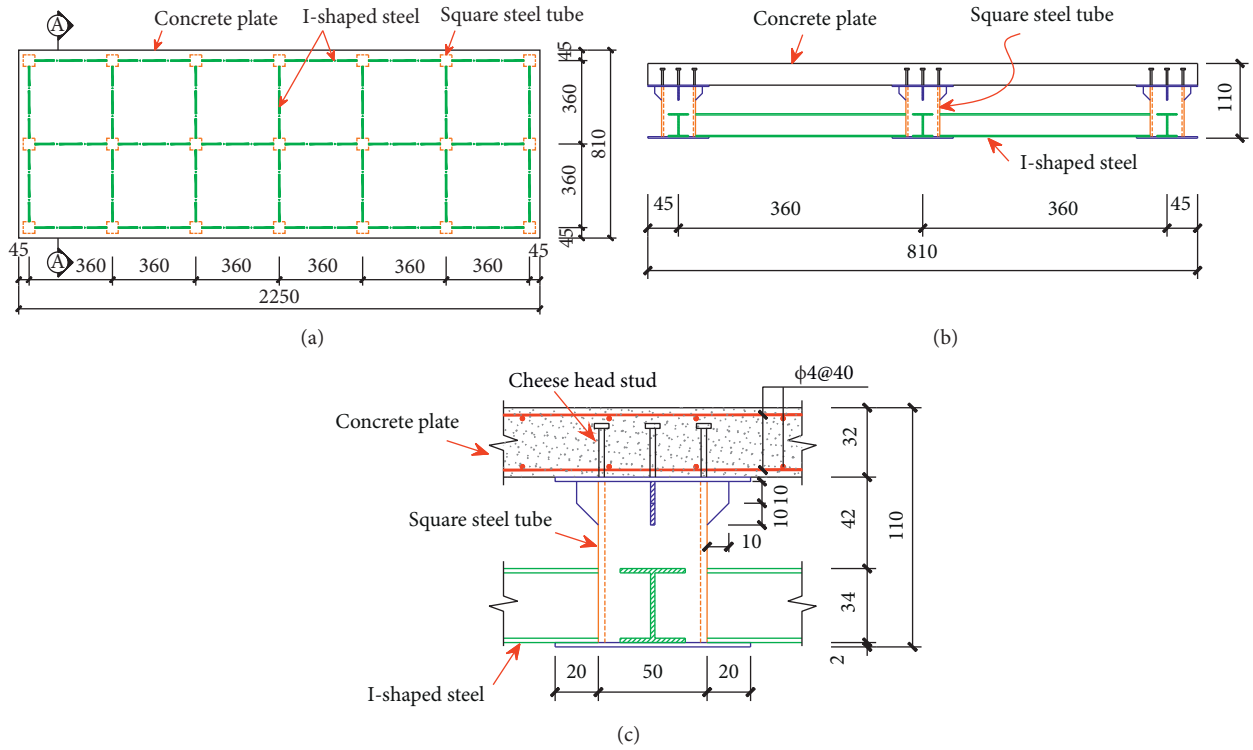 Concrete plate
I-shaped steel
Square steel tube
A
45
360
360
45
810
A
45
45
360
360
360
360
360
360
2250
(a)
Concrete plate
Square steel tube
110
I-shaped steel
45
360
360
45
810
(b)
Cheese head stud
ϕ4@40
Concrete plate
32
10
10
Square steel tube
10
42
110
34
2
I-shaped steel
20
50
20
(c)